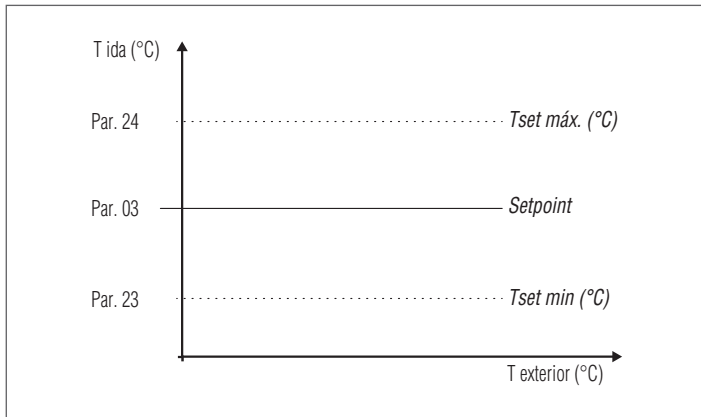 T ida (°C)
Par. 24
Tset máx. (°C)
Par. 03
Setpoint
Par. 23
Tset min (°C)
T exterior (°C)